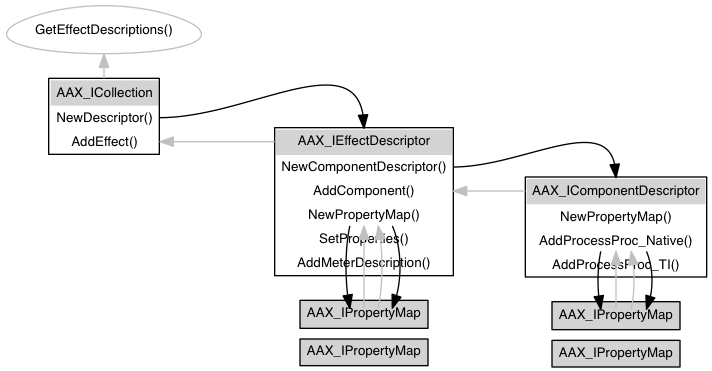 GetEffectDescriptions()
AAX_ICollection
NewDescriptor()
AddEffect()
AAX_IEffectDescriptor
NewComponentDescriptor()
AddComponent()
NewPropertyMap()
SetProperties()
AddMeterDescription()
AAX_IPropertyMap
AAX_IPropertyMap
AAX_IComponentDescriptor
NewPropertyMap()
AddProcessProc_Native()
AddProcessProc_TI()
AAX_IPropertyMap
AAX_IPropertyMap